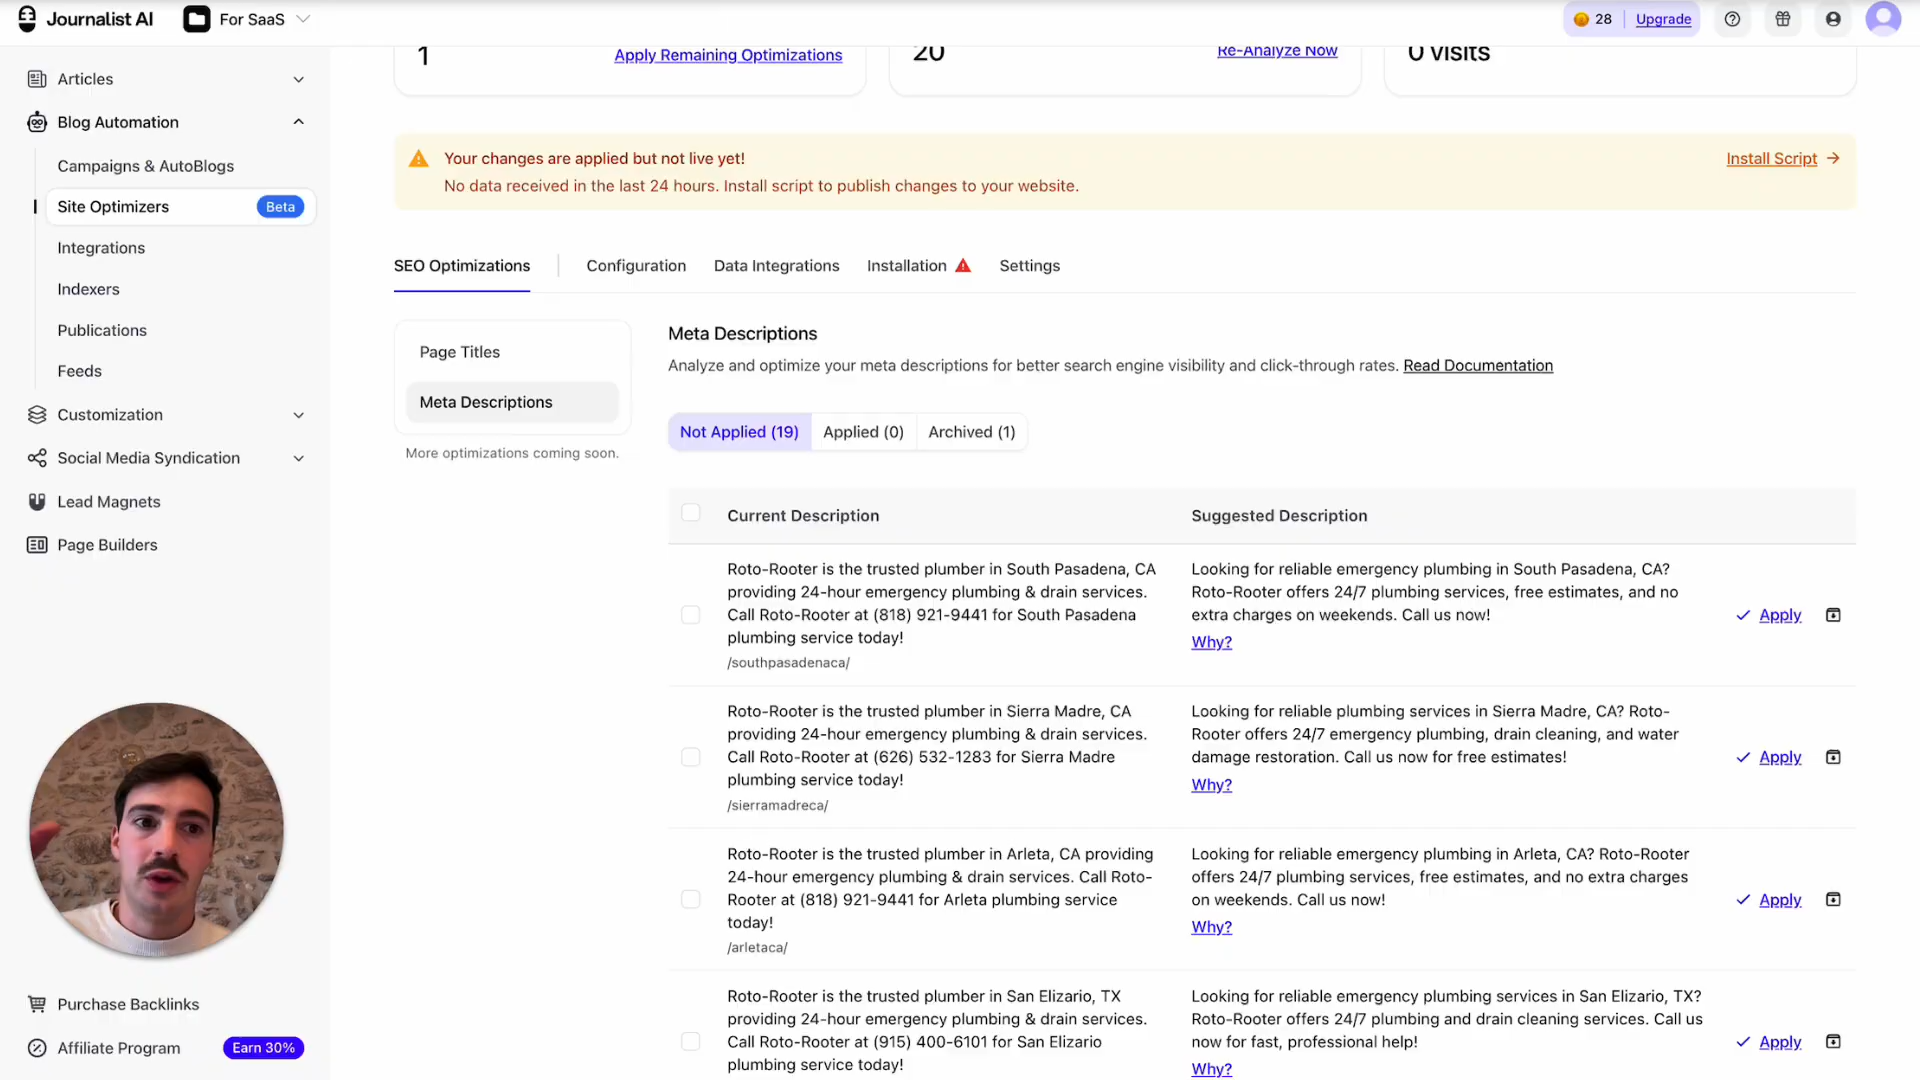 Journalist AI
For SaaS
28
Upgrade
Articles
Blog Automation
Campaigns & AutoBlogs
Site Optimizers
Beta
Integrations
Indexers
Publications
Feeds
Customization
Social Media Syndication
Lead Magnets
Page Builders
Purchase Backlinks
Affiliate Program
Earn 30%
1
Apply Remaining Optimizations
20
Re-Analyze Now
0 visits
Your changes are applied but not live yet!
No data received in the last 24 hours. Install script to publish changes to your website.
Install Script
SEO Optimizations
Configuration
Data Integrations
Installation
Settings
Page Titles
Meta Descriptions
More optimizations coming soon.
Meta Descriptions
Analyze and optimize your meta descriptions for better search engine visibility and click-through rates. Read Documentation
Not Applied (19)
Applied (0)
Archived (1)
Current Description
Suggested Description
Roto-Rooter is the trusted plumber in South Pasadena, CA
providing 24-hour emergency plumbing & drain services.
Call Roto-Rooter at (818) 921-9441 for South Pasadena
plumbing service today!
/southpasadenaca/
Looking for reliable emergency plumbing in South Pasadena, CA?
Roto-Rooter offers 24/7 plumbing services, free estimates, and no
extra charges on weekends. Call us now!
Why?
Apply
Roto-Rooter is the trusted plumber in Sierra Madre, CA
providing 24-hour emergency plumbing & drain services.
Call Roto-Rooter at (626) 532-1283 for Sierra Madre
plumbing service today!
/sierramadreca/
Looking for reliable plumbing services in Sierra Madre, CA? Roto-
Rooter offers 24/7 emergency plumbing, drain cleaning, and water
damage restoration. Call us now for free estimates!
Why?
Apply
Roto-Rooter is the trusted plumber in Arleta, CA providing
24-hour emergency plumbing & drain services. Call Roto-
Rooter at (818) 921-9441 for Arleta plumbing service
today!
/arletaca/
Looking for reliable emergency plumbing in Arleta, CA? Roto-Rooter
offers 24/7 plumbing services, free estimates, and no extra charges
on weekends. Call us now!
Why?
Apply
Roto-Rooter is the trusted plumber in San Elizario, TX
providing 24-hour emergency plumbing & drain services.
Call Roto-Rooter at (915) 400-6101 for San Elizario
plumbing service today!
Looking for reliable emergency plumbing services in San Elizario, TX?
Roto-Rooter offers 24/7 plumbing and drain cleaning services. Call us
now for fast, professional help!
Why?
Apply